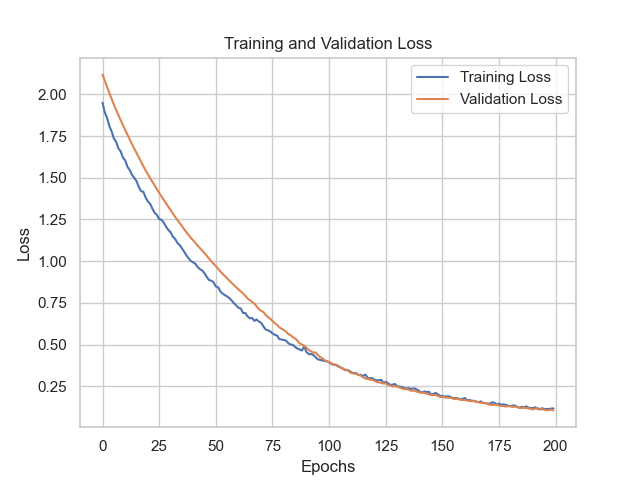 Training and Validation Loss
Training Loss
Validation Loss
Loss
2.00
1.75
1.50
1.25
1.00
0.75
0.50
0.25
0 25 50 75 100 125 150 175 200
Epochs